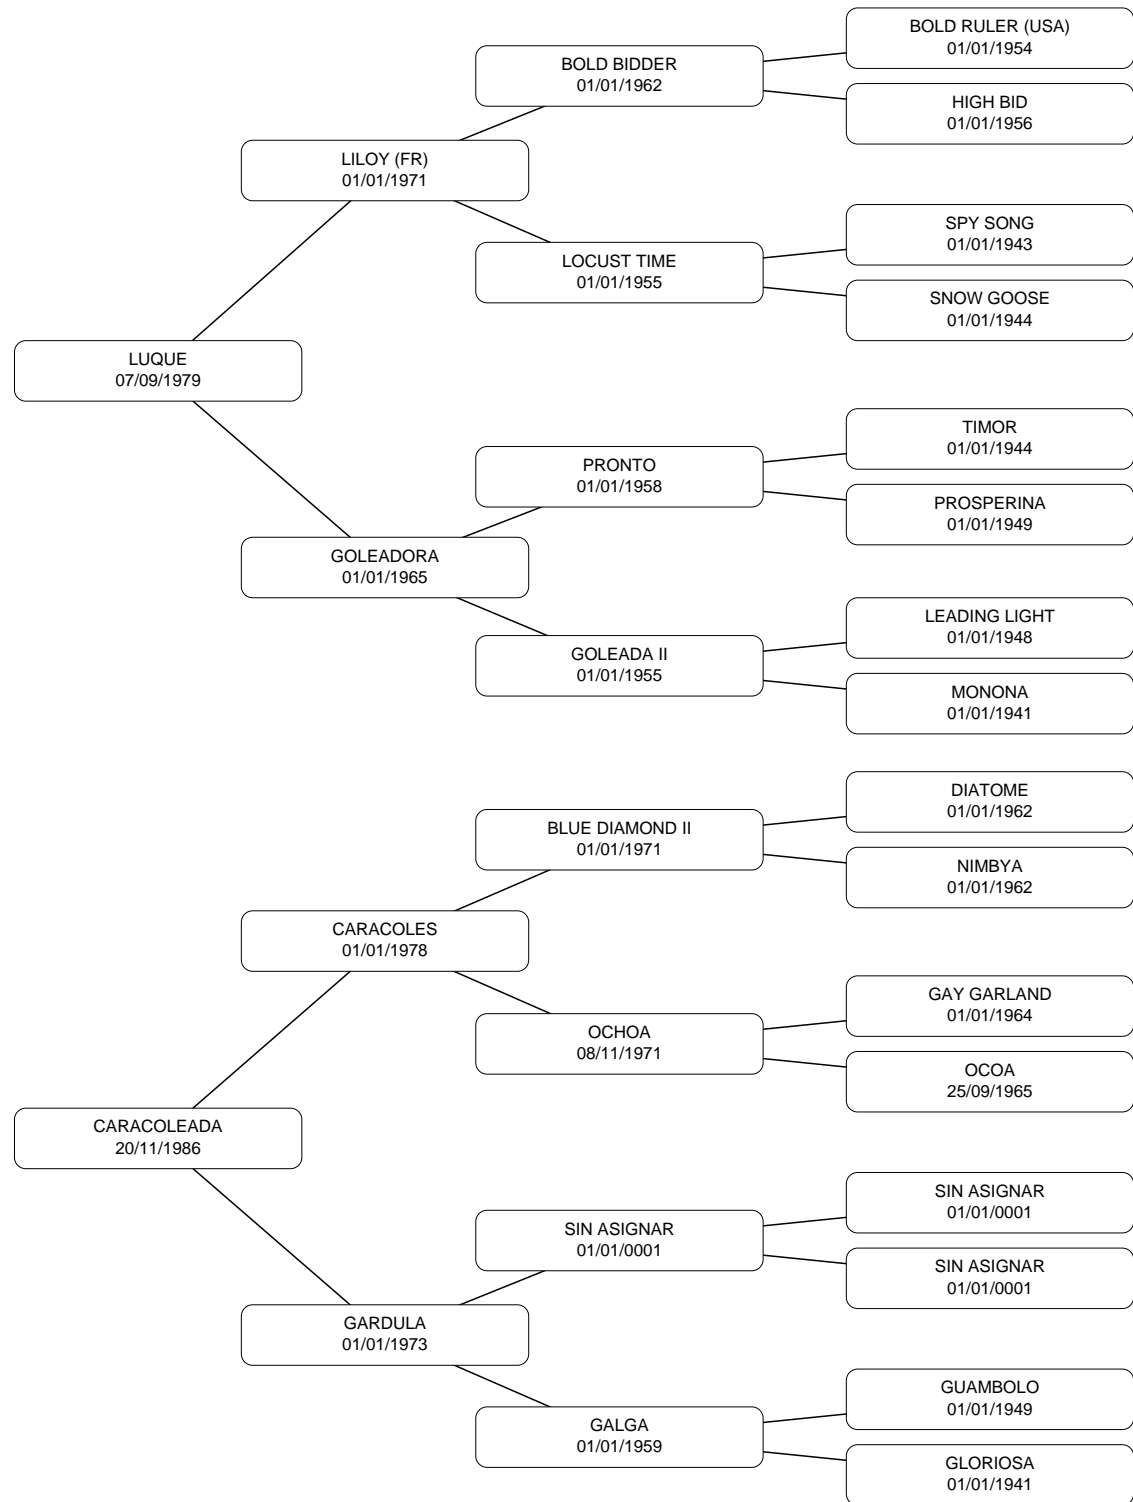 BOLD RULER (USA)
01/01/1954
BOLD BIDDER
01/01/1962
HIGH BID
01/01/1956
LILOY (FR)
01/01/1971
SPY SONG
01/01/1943
LOCUST TIME
01/01/1955
SNOW GOOSE
01/01/1944
LUQUE
07/09/1979
TIMOR
01/01/1944
PRONTO
01/01/1958
PROSPERINA
01/01/1949
GOLEADORA
01/01/1965
LEADING LIGHT
01/01/1948
GOLEADA II
01/01/1955
MONONA
01/01/1941
DIATOME
01/01/1962
BLUE DIAMOND II
01/01/1971
NIMBYA
01/01/1962
CARACOLES
01/01/1978
GAY GARLAND
01/01/1964
OCHOA
08/11/1971
OCOA
25/09/1965
CARACOLEADA
20/11/1986
SIN ASIGNAR
01/01/0001
SIN ASIGNAR
01/01/0001
SIN ASIGNAR
01/01/0001
GARDULA
01/01/1973
GUAMBOLO
01/01/1949
GALGA
01/01/1959
GLORIOSA
01/01/1941